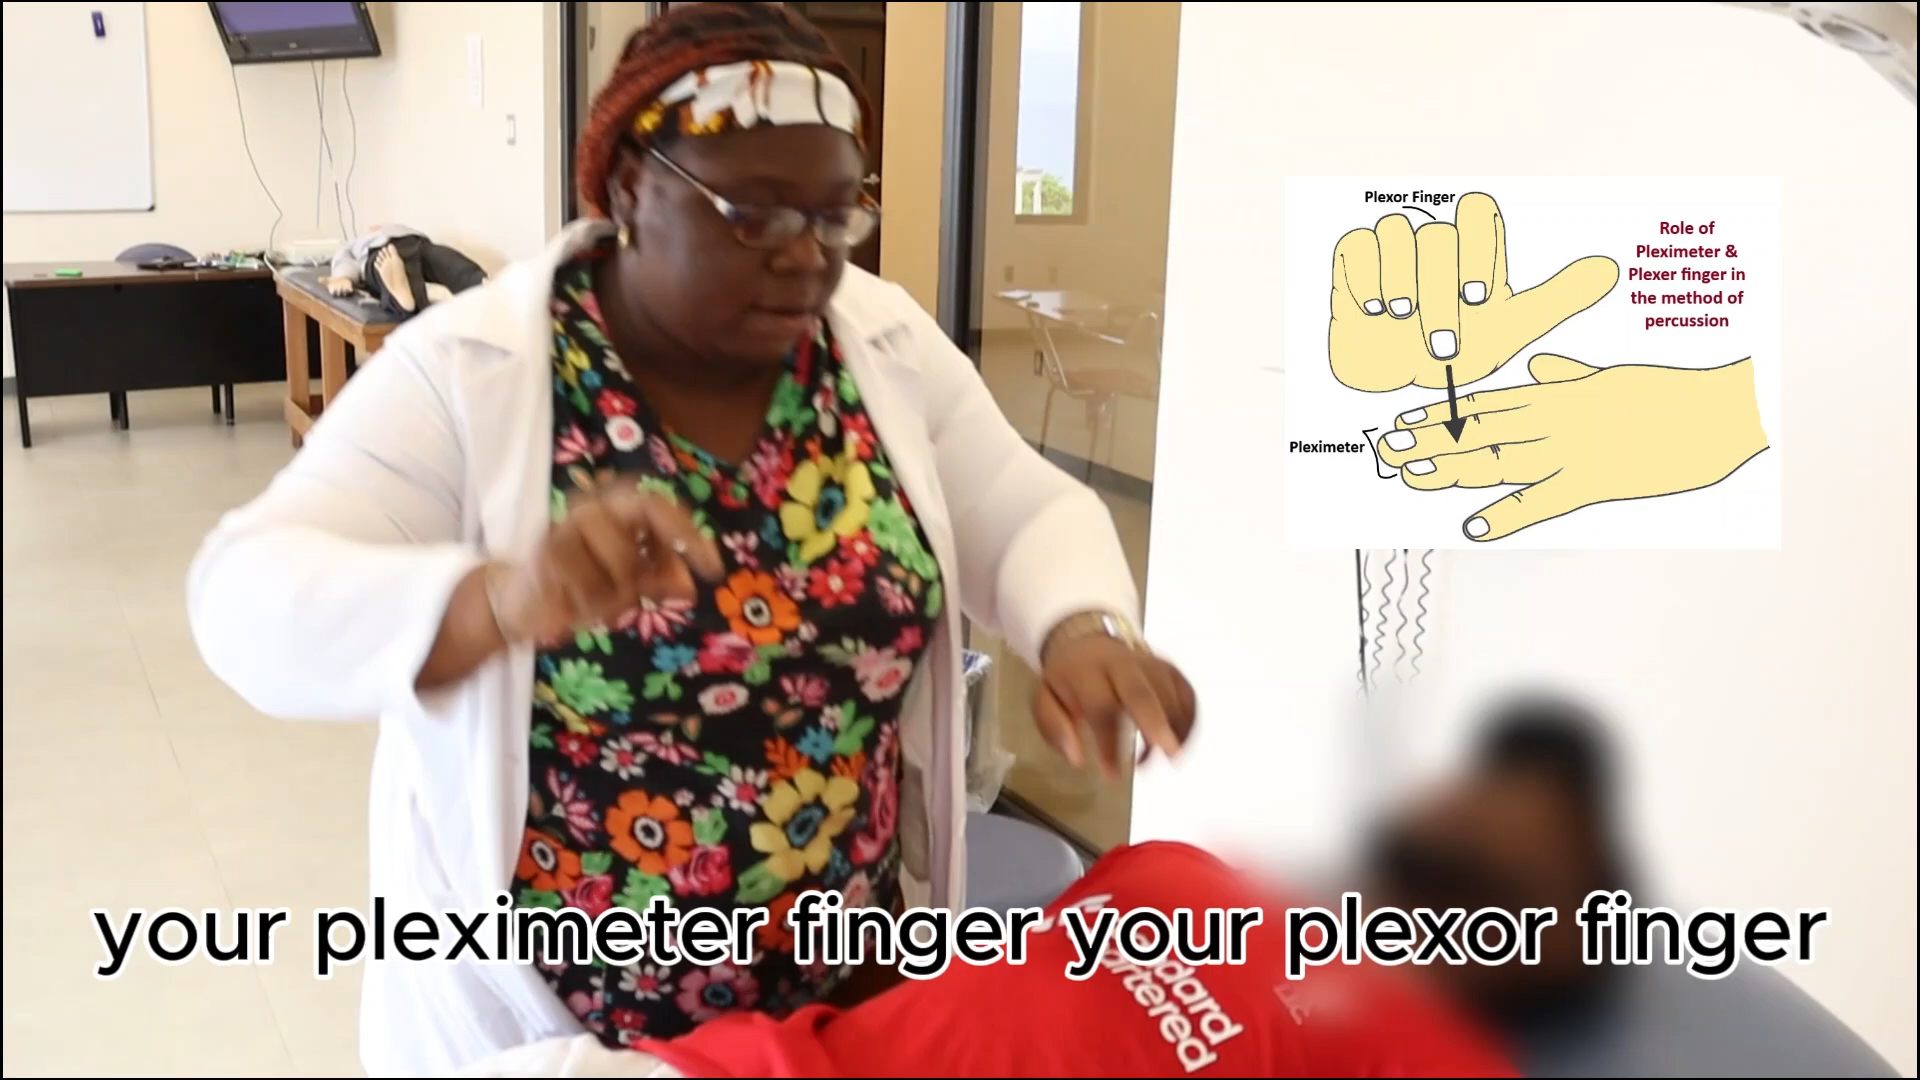 Plexor Finger
Role of
Pleximeter &
Plexer finger in
the method of
percussion
Pleximeter
your pleximeter finger your plexor finger